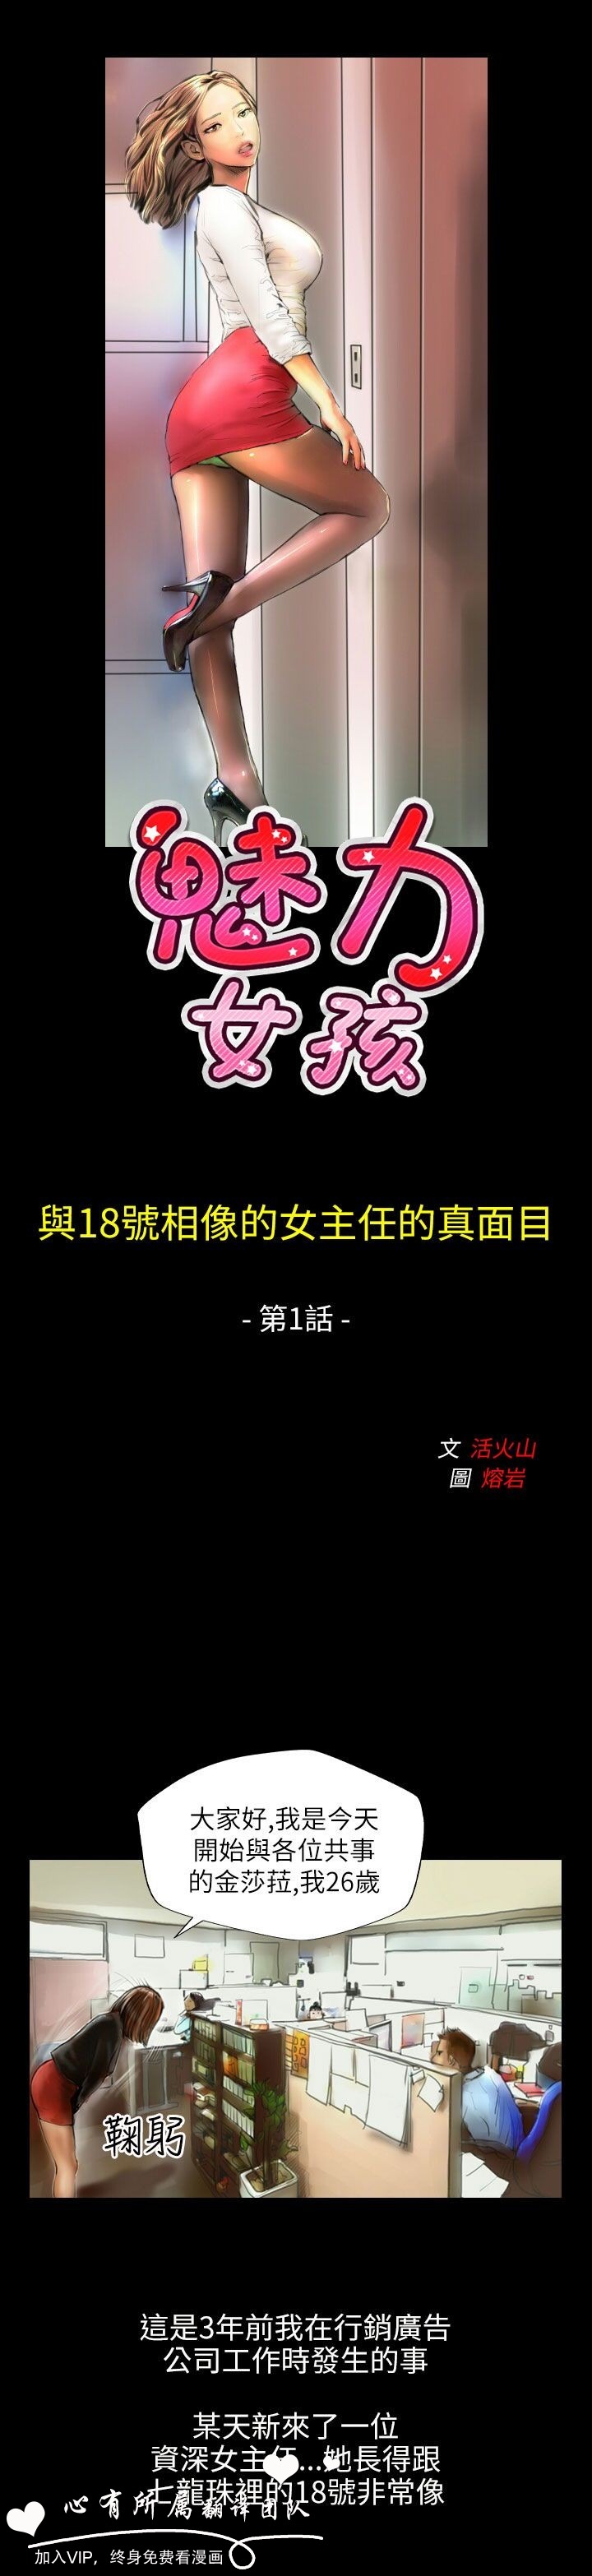 魅力
女孩
與18號相像的女主任的真面目
- 第1話 -
文 活火山
圖 熔岩
大家好,我是今天
開始與各位共事
的金莎菈,我26歲
鞠躬
這是3年前我在行銷廣告
公司工作時發生的事
某天新來了一位
資深女主任...她長得跟
七龍珠裡的18號非常像
心有所属翻译团队
加入VIP，终身免费看漫画